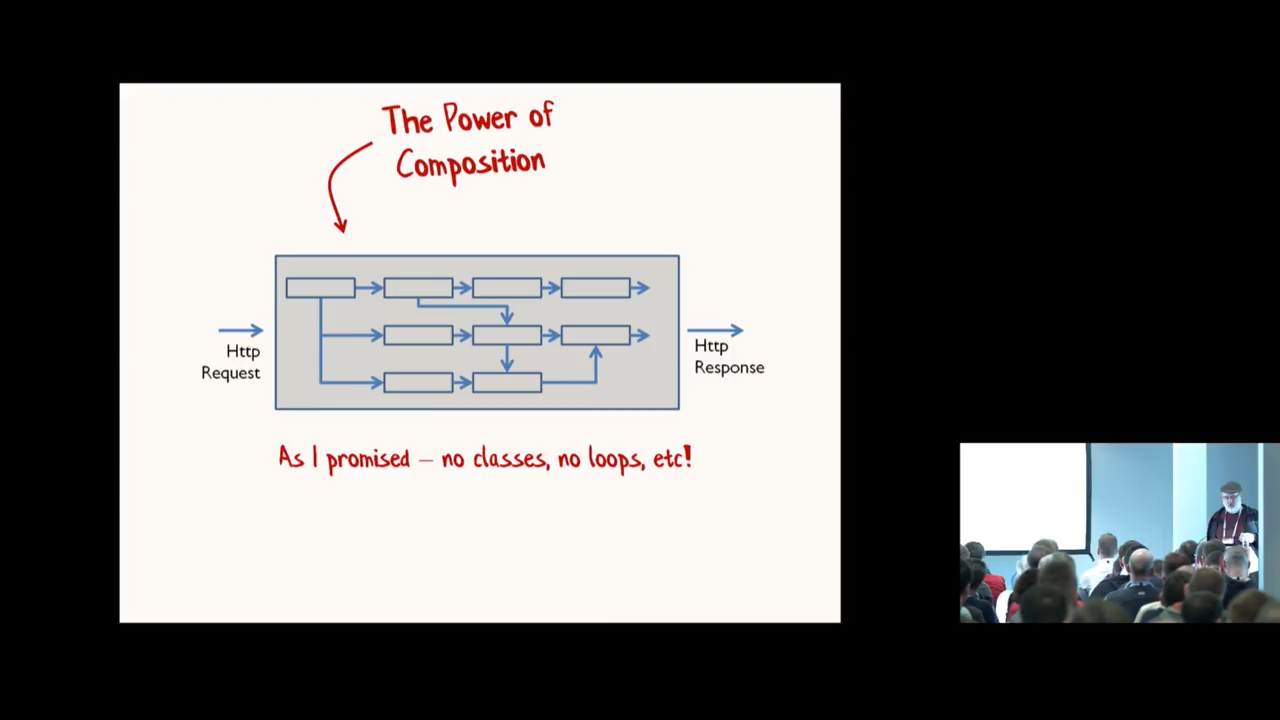 The Power of
Composition
Http
Request
Http
Response
As I promised – no classes, no loops, etc!